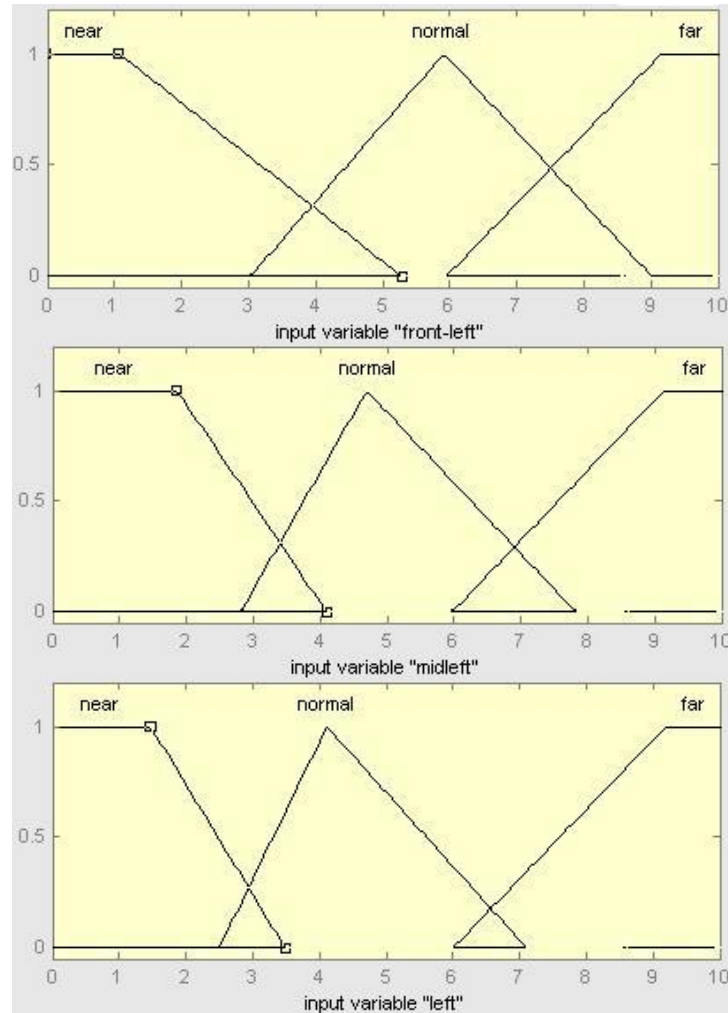 near normal far
1
0.5
0
0 1 2 3 4 5 6 7 8 9 10
input variable "front-left"
near normal far
1
0.5
0
0 1 2 3 4 5 6 7 8 9 10
input variable "midleft"
near normal far
1
0.5
0
0 1 2 3 4 5 6 7 8 9 10
input variable "left"